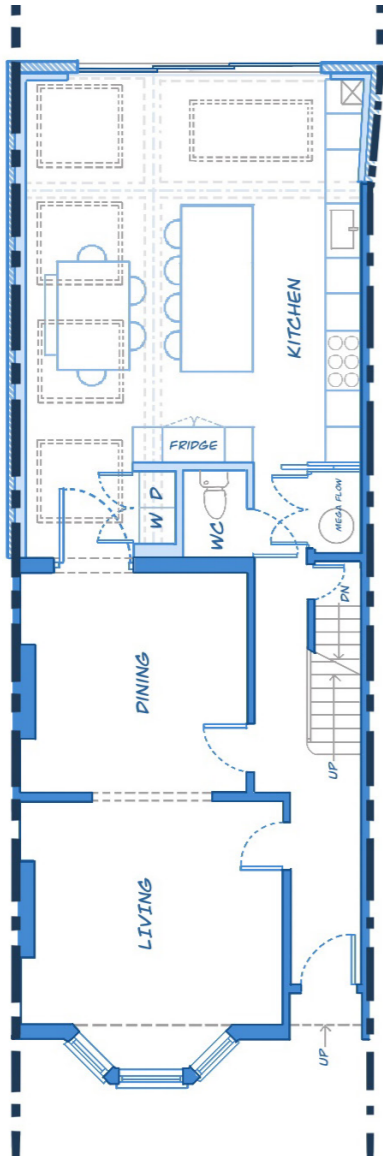 KITCHEN
FRIDGE
W D
WC
MEGA FLOW
DN
DINING
UP
LIVING
UP